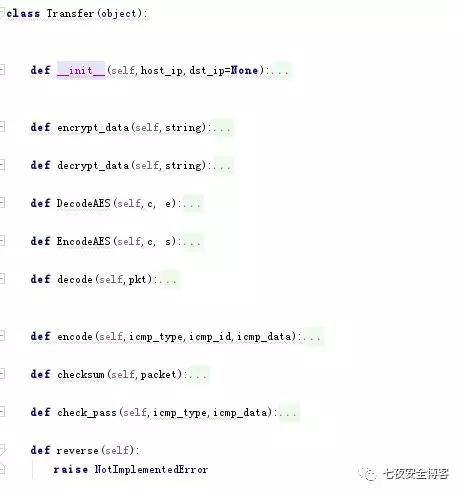 class Transfer(object):
def __init__(self,host_ip,dst_ip=None):...
def encrypt_data(self,string):...
def decrypt_data(self,string):...
def DecodeAES(self,c, e):...
def EncodeAES(self,c, s):...
def decode(self,pkt):...
def encode(self,icmp_type,icmp_id,icmp_data):...
def checksum(self,packet):...
def check_pass(self,icmp_type,icmp_data):...
def reverse(self):
raise NotImplementedError
七夜安全博客